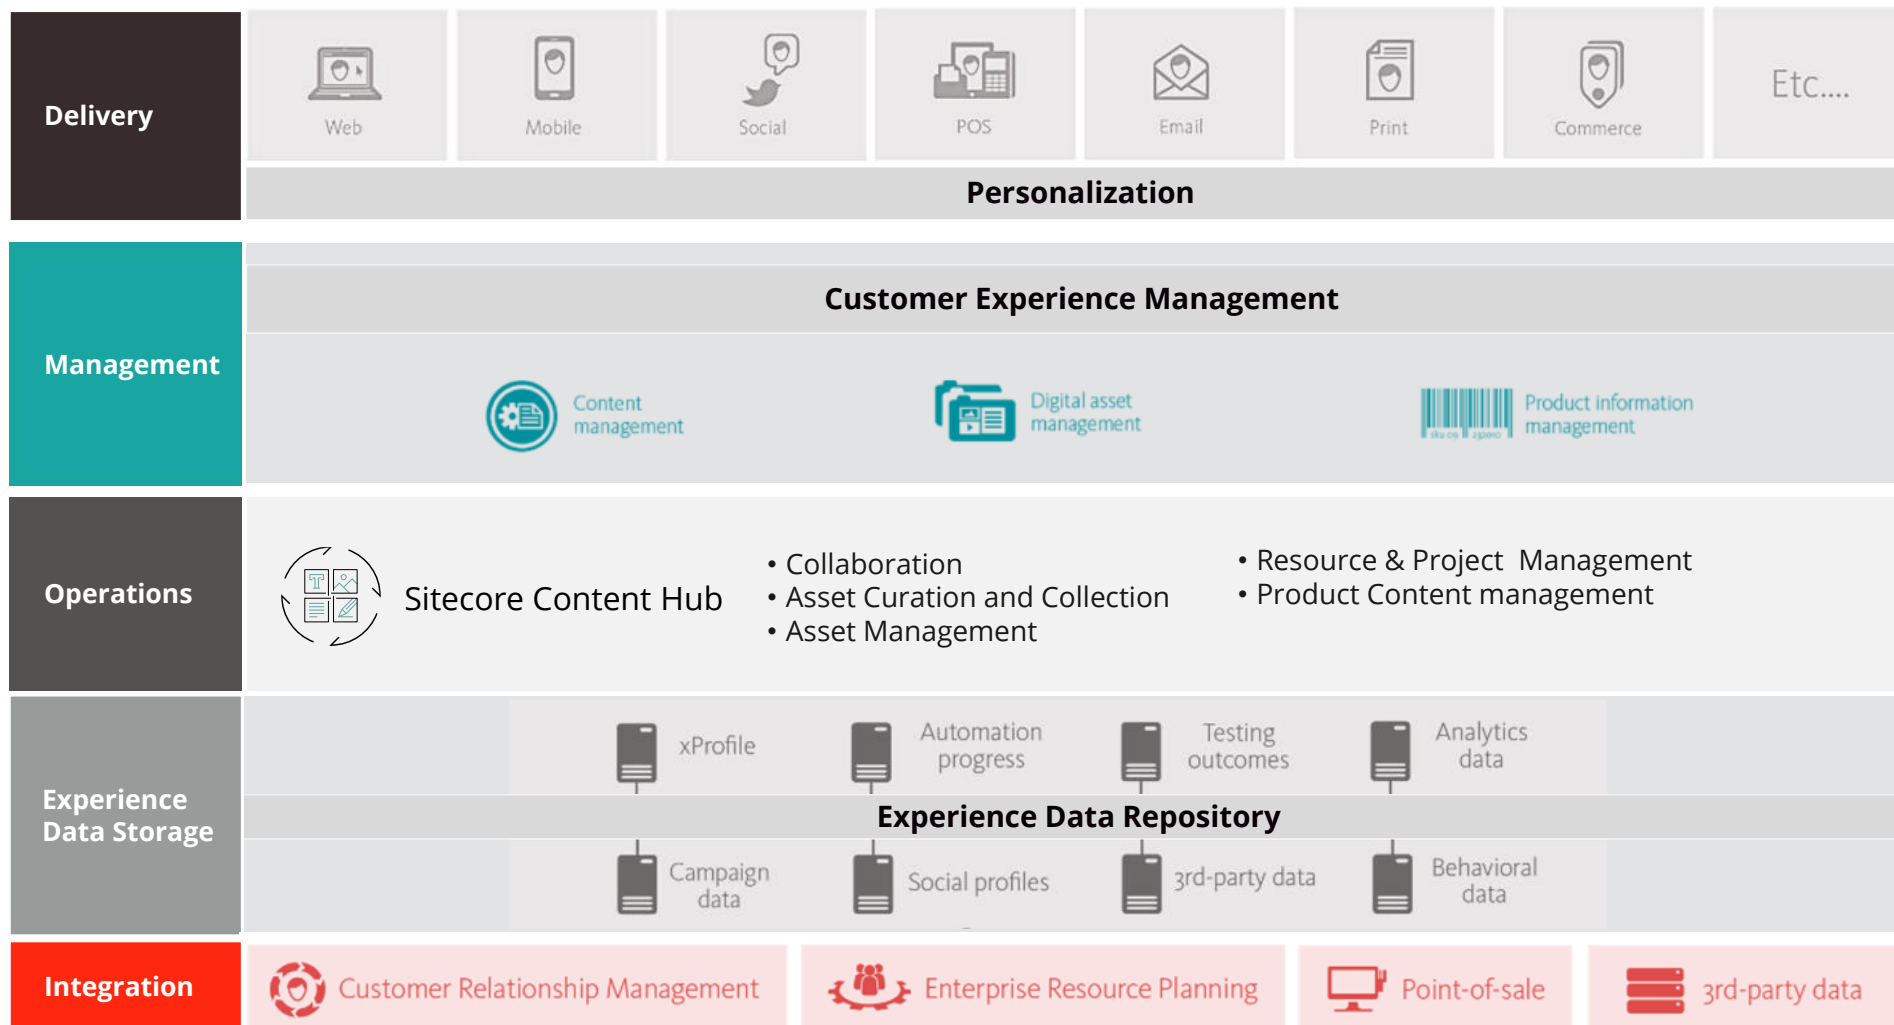 Delivery
Web
Mobile
Social
POS
Email
Print
Commerce
Etc....
Personalization
Management
Customer Experience Management
Content
management
Digital asset
management
Product information
management
Operations
Sitecore Content Hub
• Collaboration
• Asset Curation and Collection
• Asset Management
• Resource & Project Management
• Product Content management
Experience
Data Storage
xProfile
Automation
progress
Testing
outcomes
Analytics
data
Experience Data Repository
Campaign
data
Social profiles
3rd-party data
Behavioral
data
Integration
Customer Relationship Management
Enterprise Resource Planning
Point-of-sale
3rd-party data